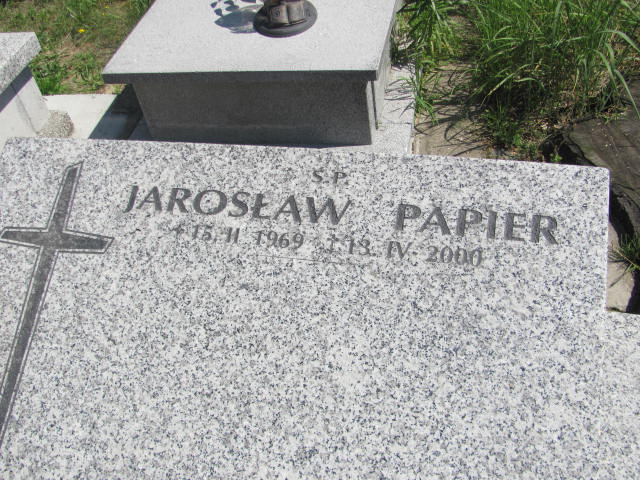 S.P.
JAROSŁAW PAPIER
* 15. II 1969 † 13. IV. 2000